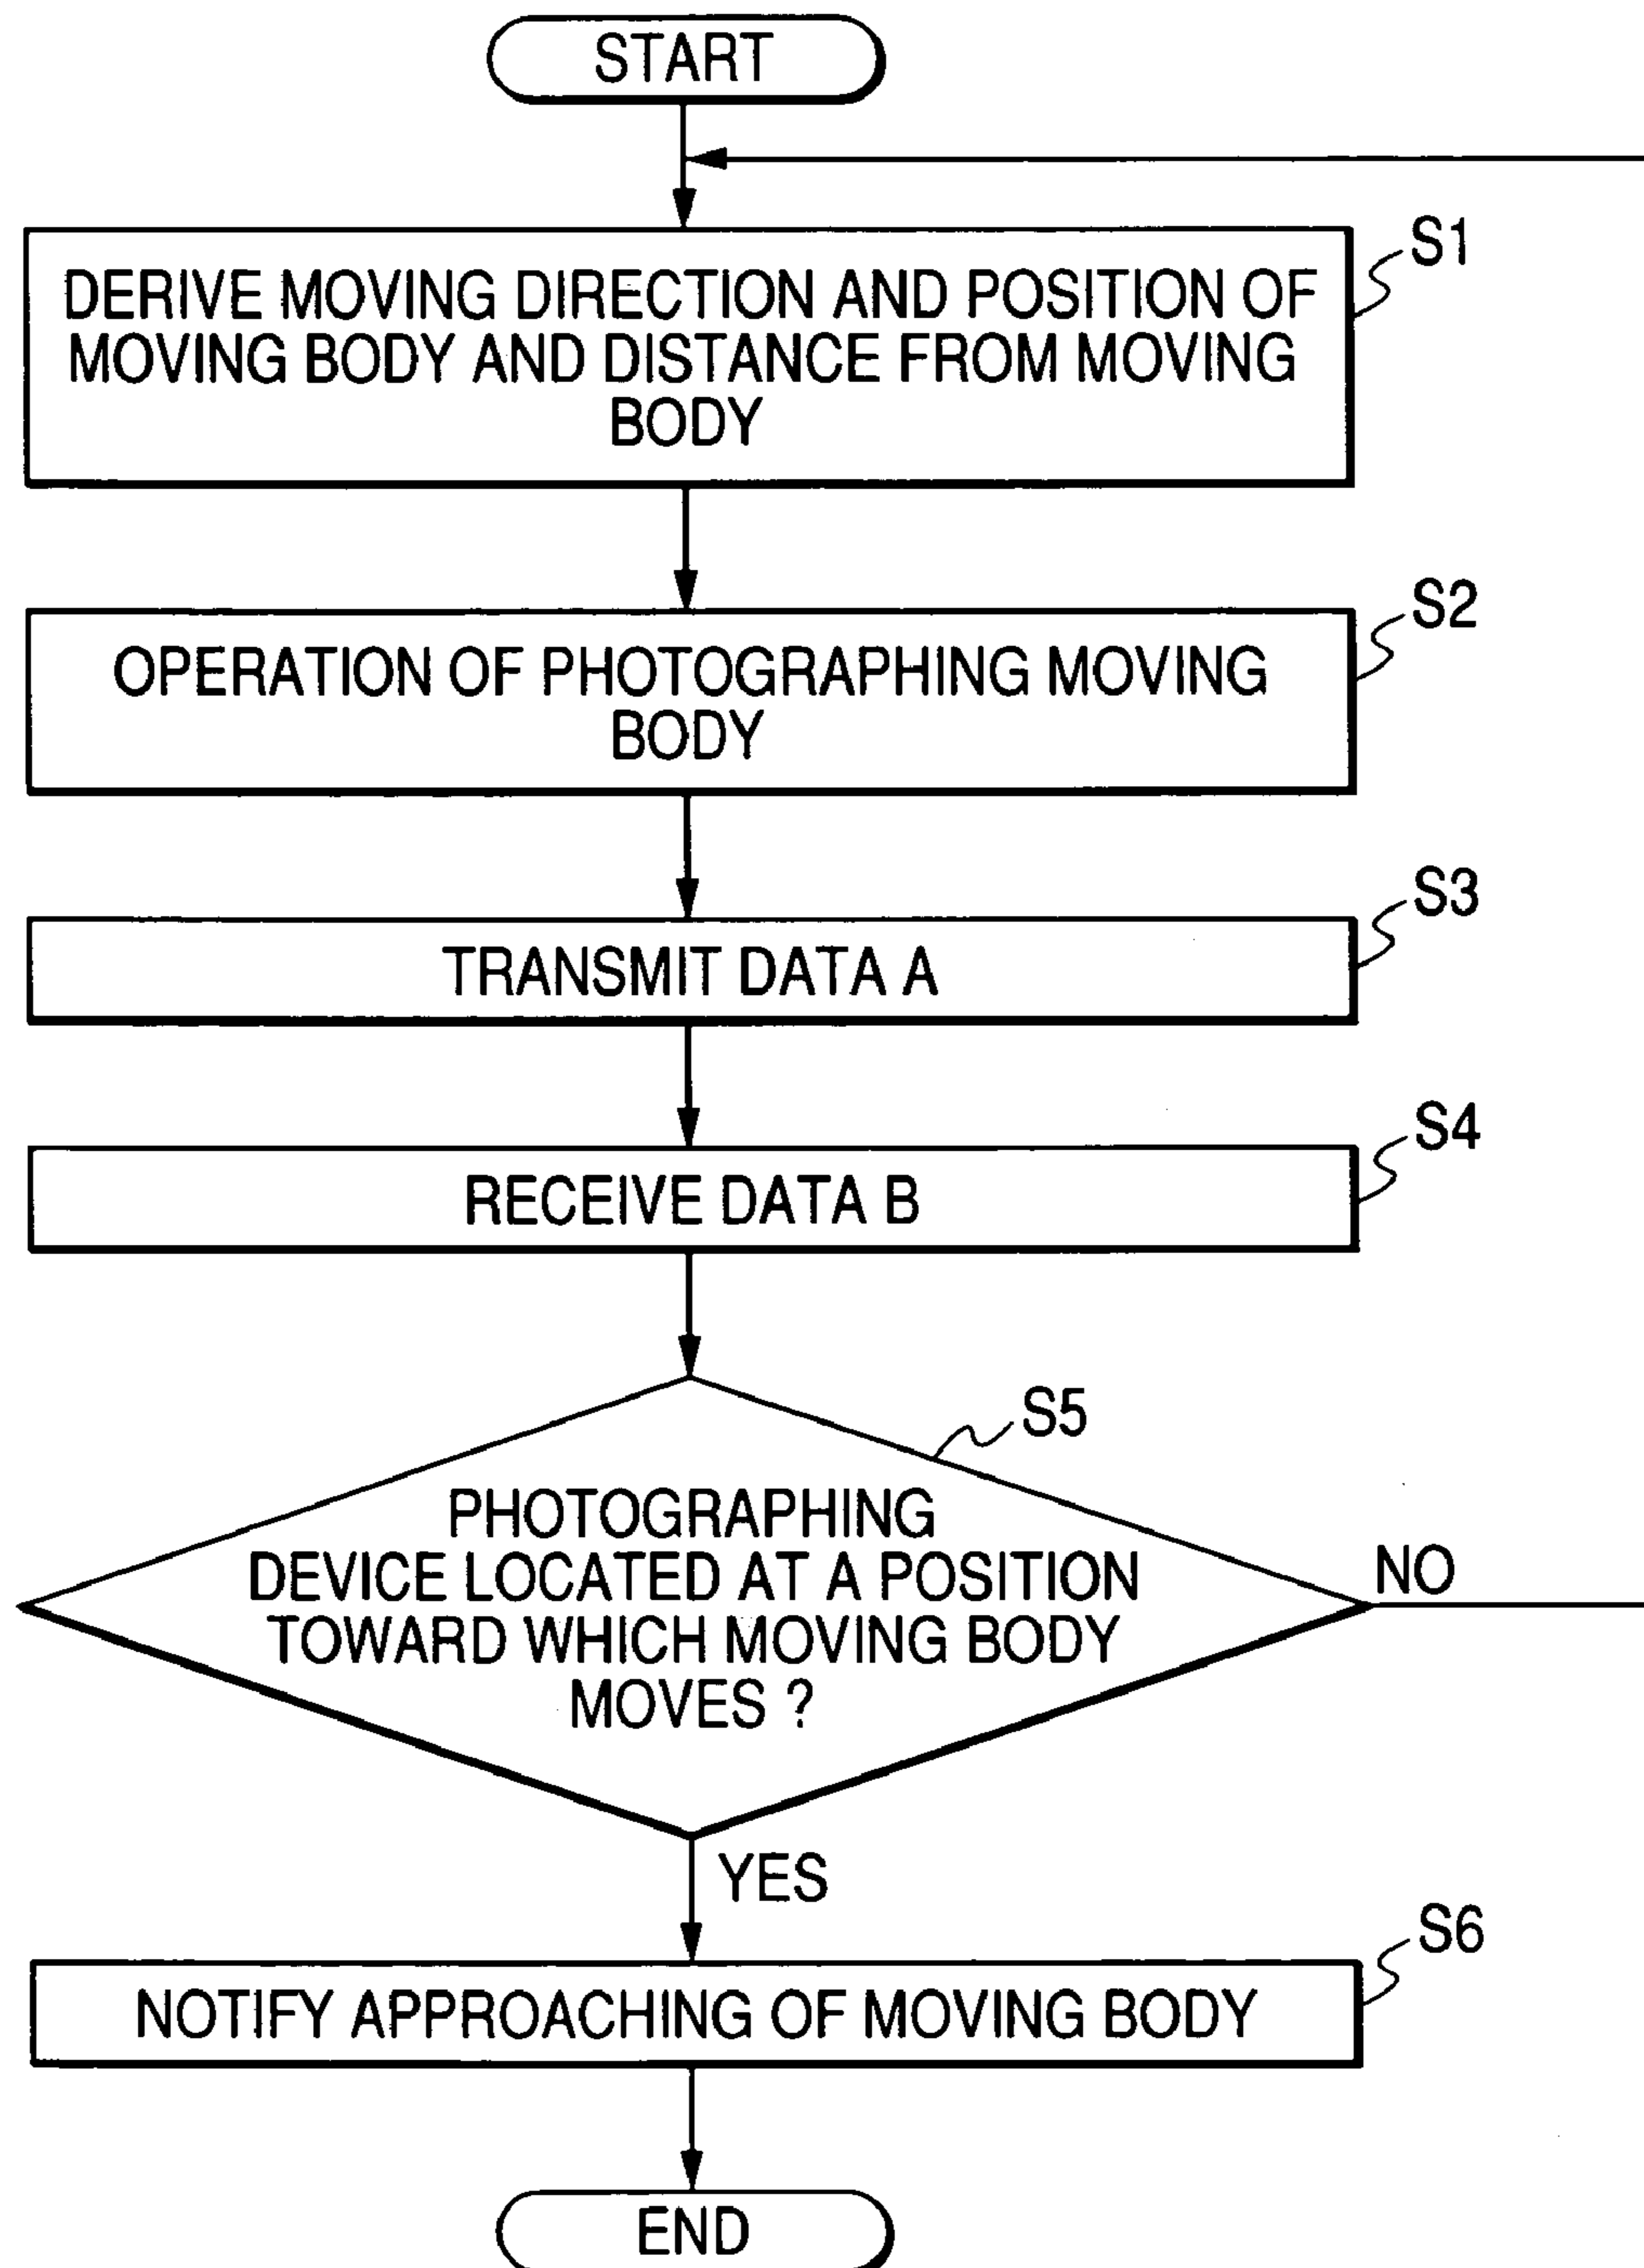 START
DERIVE MOVING DIRECTION AND POSITION OF
MOVING BODY AND DISTANCE FROM MOVING
BODY
S1
OPERATION OF PHOTOGRAPHING MOVING
BODY
S2
TRANSMIT DATA A
S3
RECEIVE DATA B
S4
S5
PHOTOGRAPHING
DEVICE LOCATED AT A POSITION
TOWARD WHICH MOVING BODY
MOVES ?
NO
YES
NOTIFY APPROACHING OF MOVING BODY
S6
END